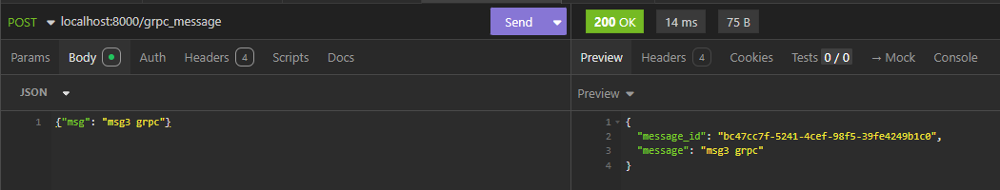 POST localhost:8000/grpc_message Send 200 OK 14 ms 75 B
Params Body Auth Headers 4 Scripts Docs Preview Headers 4 Cookies Tests 0 / 0 → Mock Console
JSON Preview
1 {"msg": "msg3 grpc"}
1 {
2 "message_id": "bc47cc7f-5241-4cef-98f5-39fe4249b1c0",
3 "message": "msg3 grpc"
4 }